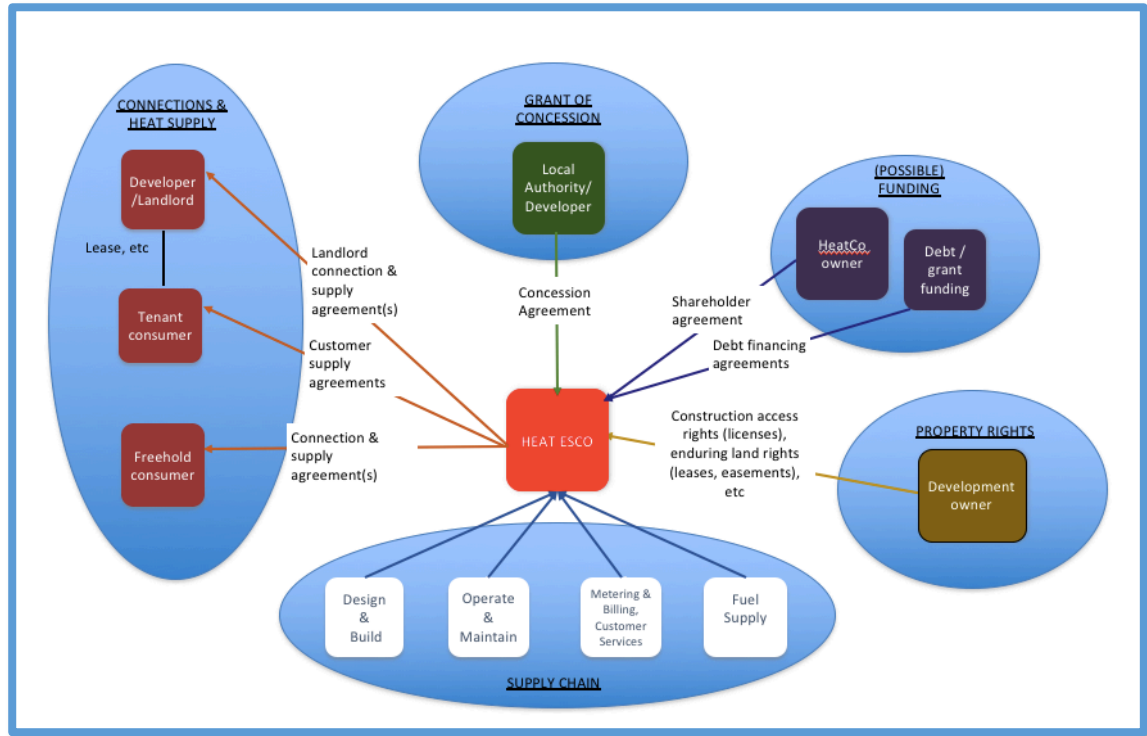 CONNECTIONS &
HEAT SUPPLY
Developer
/Landlord
Lease, etc
Tenant
consumer
Freehold
consumer
Landlord
connection &
supply
agreement(s)
Customer
supply
agreements
Connection &
supply
agreement(s)
GRANT OF
CONCESSION
Local
Authority/
Developer
Concession
Agreement
(POSSIBLE)
FUNDING
HeatCo
owner
Debt /
grant
funding
Shareholder
agreement
Debt financing
agreements
HEAT ESCO
Construction access
rights (licenses),
enduring land rights
(leases, easements),
etc
PROPERTY RIGHTS
Development
owner
Design
&
Build
Operate
&
Maintain
Metering &
Billing,
Customer
Services
Fuel
Supply
SUPPLY CHAIN